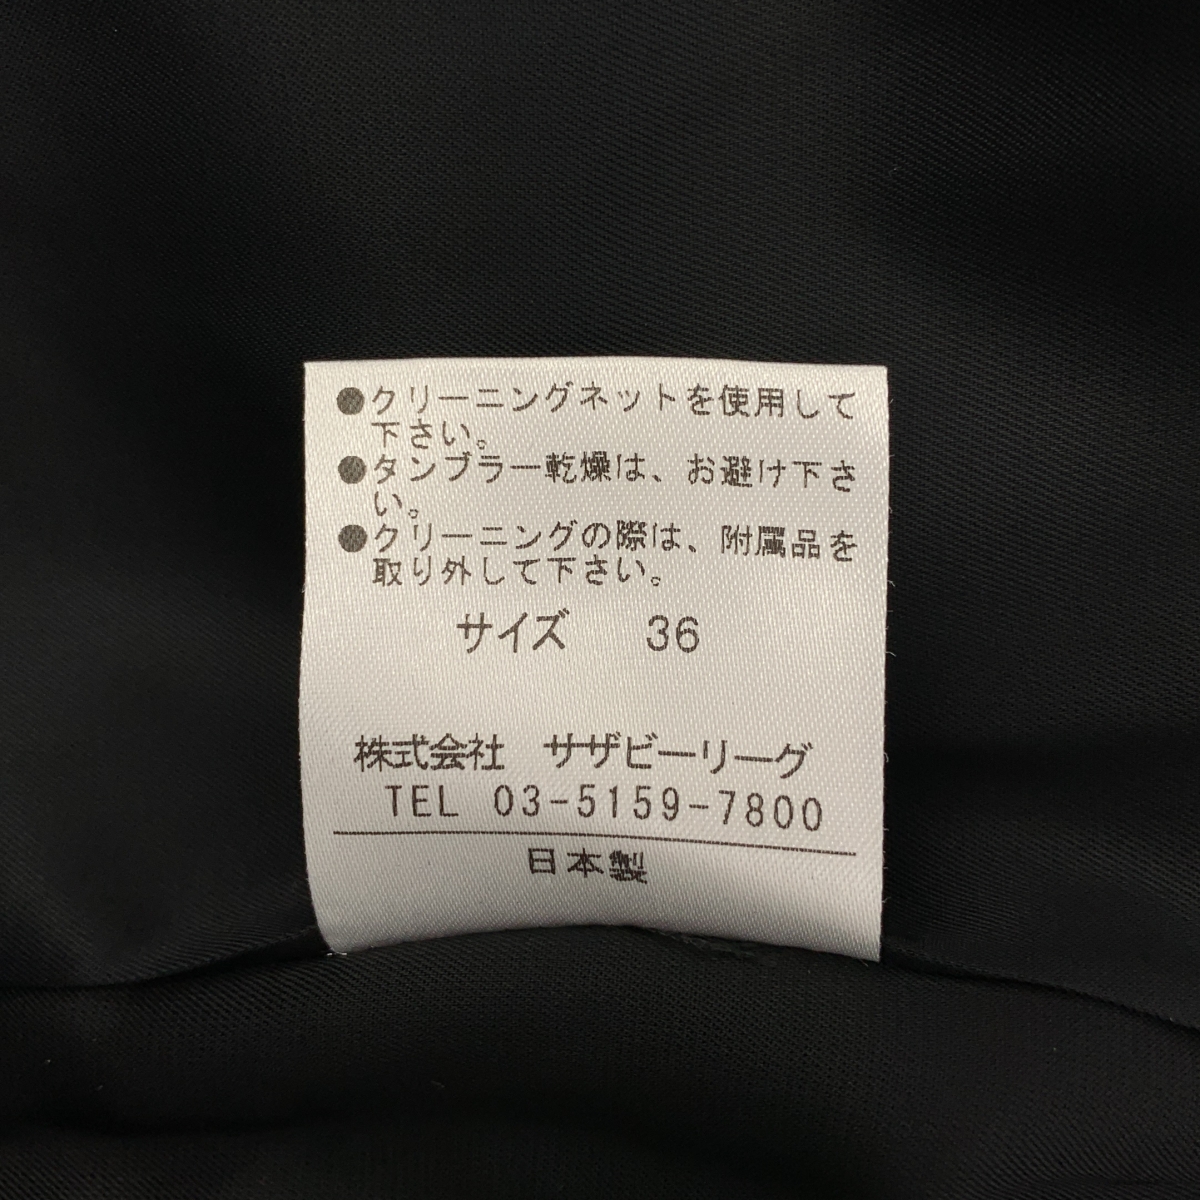 ●クリーニングネットを使用して
下さい。
●タンブラー乾燥は、お避け下さ
い。
●クリーニングの際は、附属品を
取り外して下さい。
サイズ 36
株式会社 サザビーリーグ
TEL 03-5159-7800
日本製